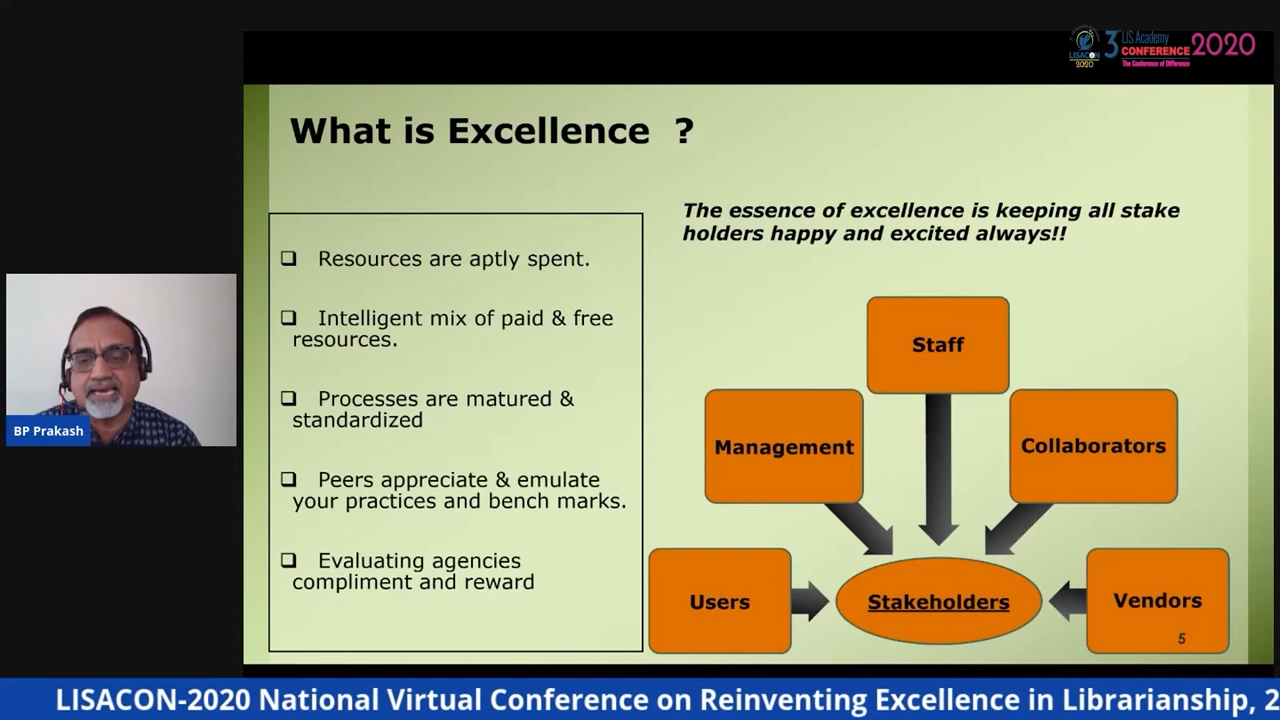 3rd LIS Academy
CONFERENCE 2020
The Conference of Difference
LISACON
2020
What is Excellence ?
The essence of excellence is keeping all stake
holders happy and excited always!!
❑ Resources are aptly spent.
❑ Intelligent mix of paid & free
resources.
❑ Processes are matured &
standardized
❑ Peers appreciate & emulate
your practices and bench marks.
❑ Evaluating agencies
compliment and reward
Staff
Management
Collaborators
Users
Stakeholders
Vendors
5
BP Prakash
LISACON-2020 National Virtual Conference on Reinventing Excellence in Librarianship, 2